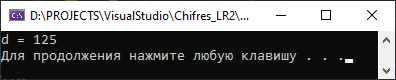 D:\PROJECTS\VisualStudio\Chifres_LR2\...
d = 125
Для продолжения нажмите любую клавишу . . .